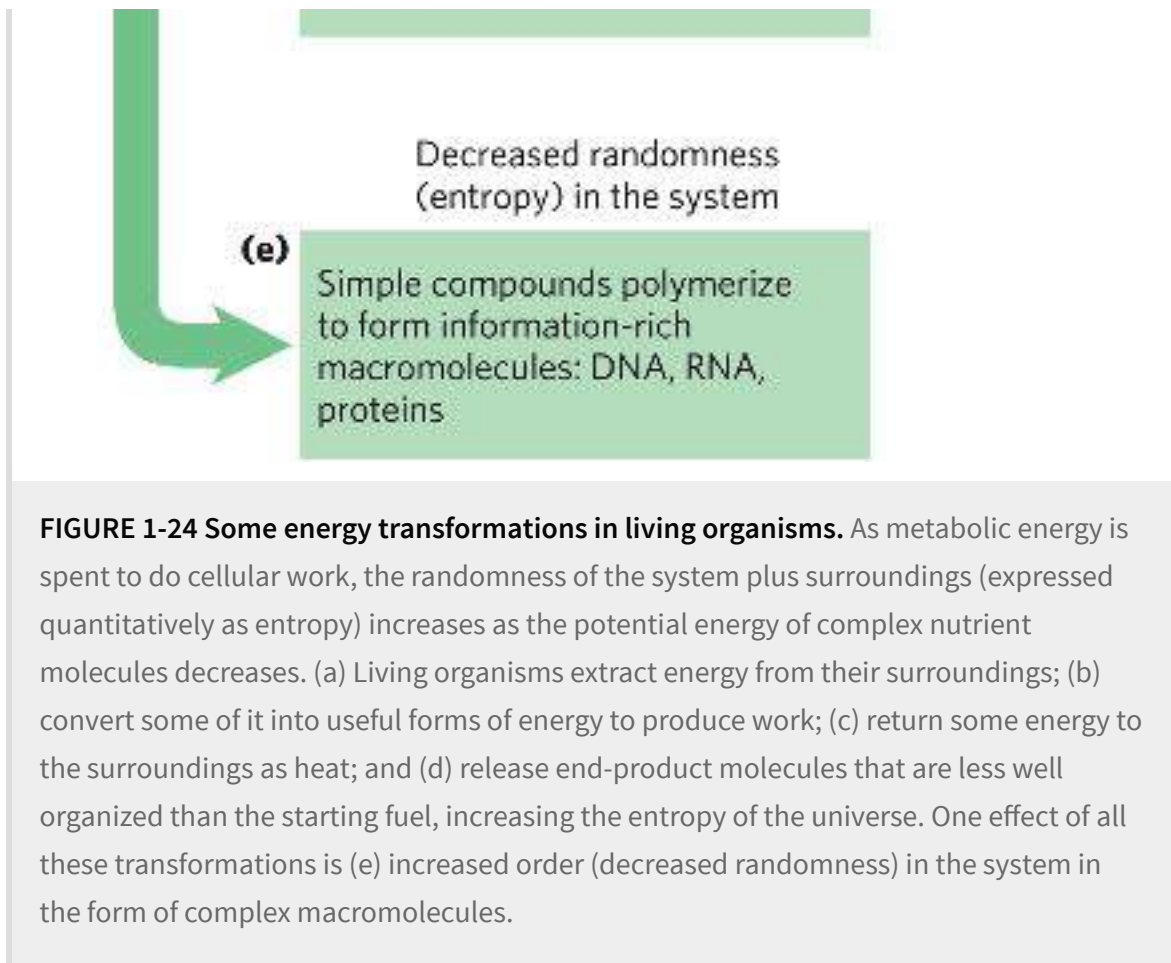 Decreased randomness
(entropy) in the system
(e)
Simple compounds polymerize
to form information-rich
macromolecules: DNA, RNA,
proteins
FIGURE 1-24 Some energy transformations in living organisms. As metabolic energy is
spent to do cellular work, the randomness of the system plus surroundings (expressed
quantitatively as entropy) increases as the potential energy of complex nutrient
molecules decreases. (a) Living organisms extract energy from their surroundings; (b)
convert some of it into useful forms of energy to produce work; (c) return some energy to
the surroundings as heat; and (d) release end-product molecules that are less well
organized than the starting fuel, increasing the entropy of the universe. One effect of all
these transformations is (e) increased order (decreased randomness) in the system in
the form of complex macromolecules.